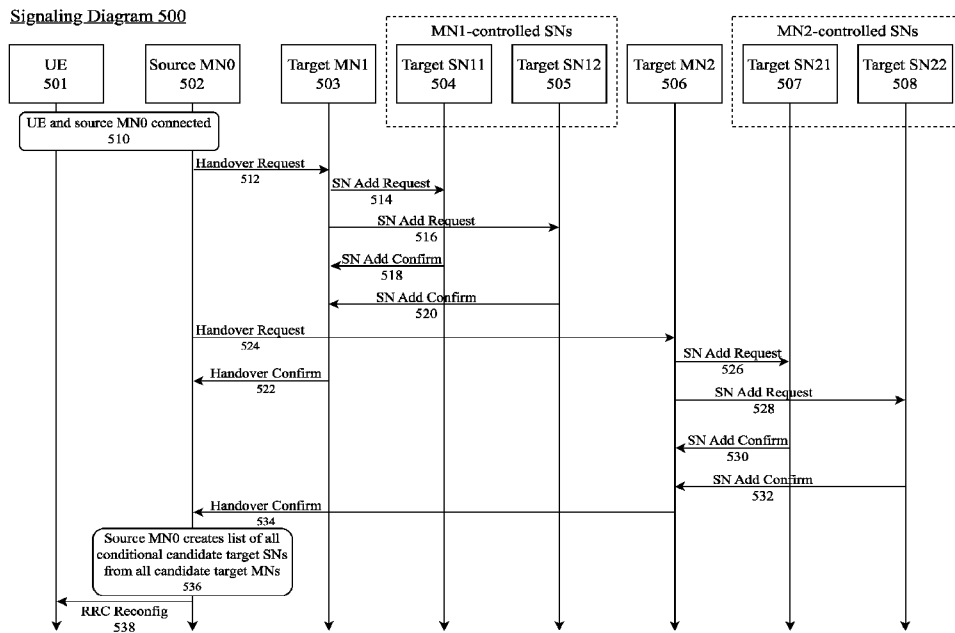 Signaling Diagram 500
MN1-controlled SNs
MN2-controlled SNs
UE
501
Source MN0
502
Target MN1
503
Target SN11
504
Target SN12
505
Target MN2
506
Target SN21
507
Target SN22
508
UE and source MN0 connected
510
Handover Request
512
SN Add Request
514
SN Add Request
516
SN Add Confirm
518
SN Add Confirm
520
Handover Request
524
SN Add Request
526
Handover Confirm
522
SN Add Request
528
SN Add Confirm
530
SN Add Confirm
532
Handover Confirm
534
Source MN0 creates list of all
conditional candidate target SNs
from all candidate target MNs
536
RRC Reconfig
538